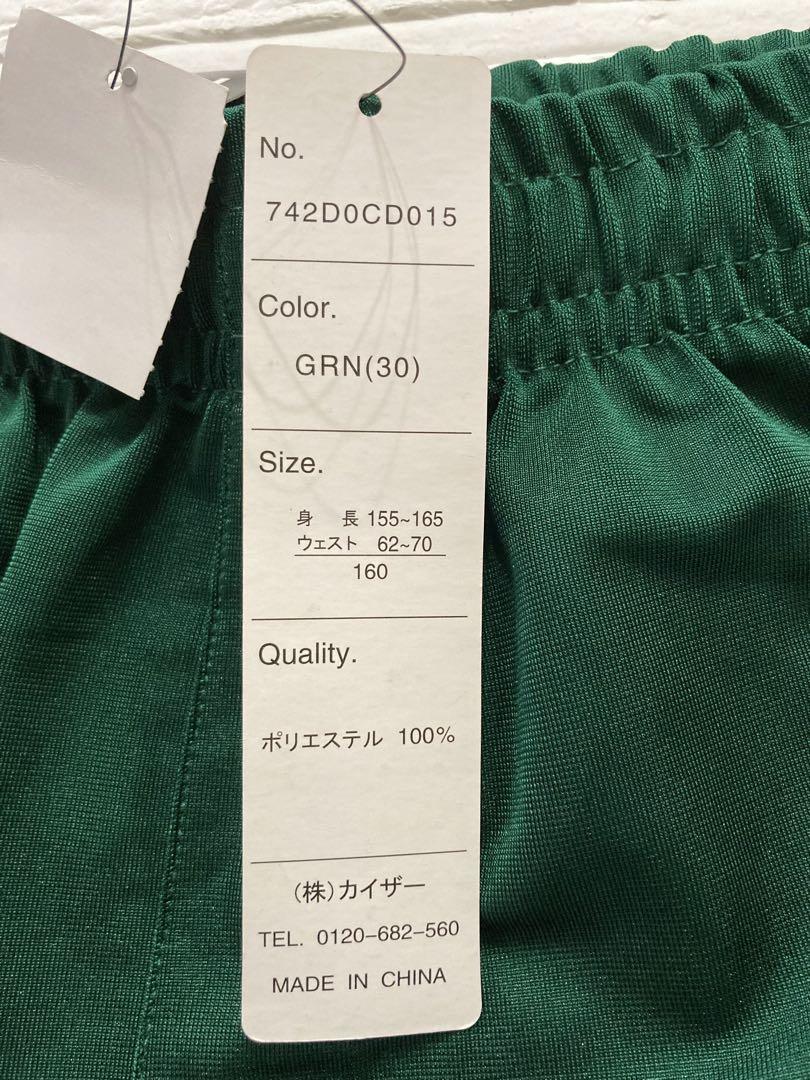 No.
742D0CD015
Color.
GRN(30)
Size.
身 長 155~165
ウェスト 62~70
160
Quality.
ポリエステル 100%
(株)カイザー
TEL. 0120-682-560
MADE IN CHINA